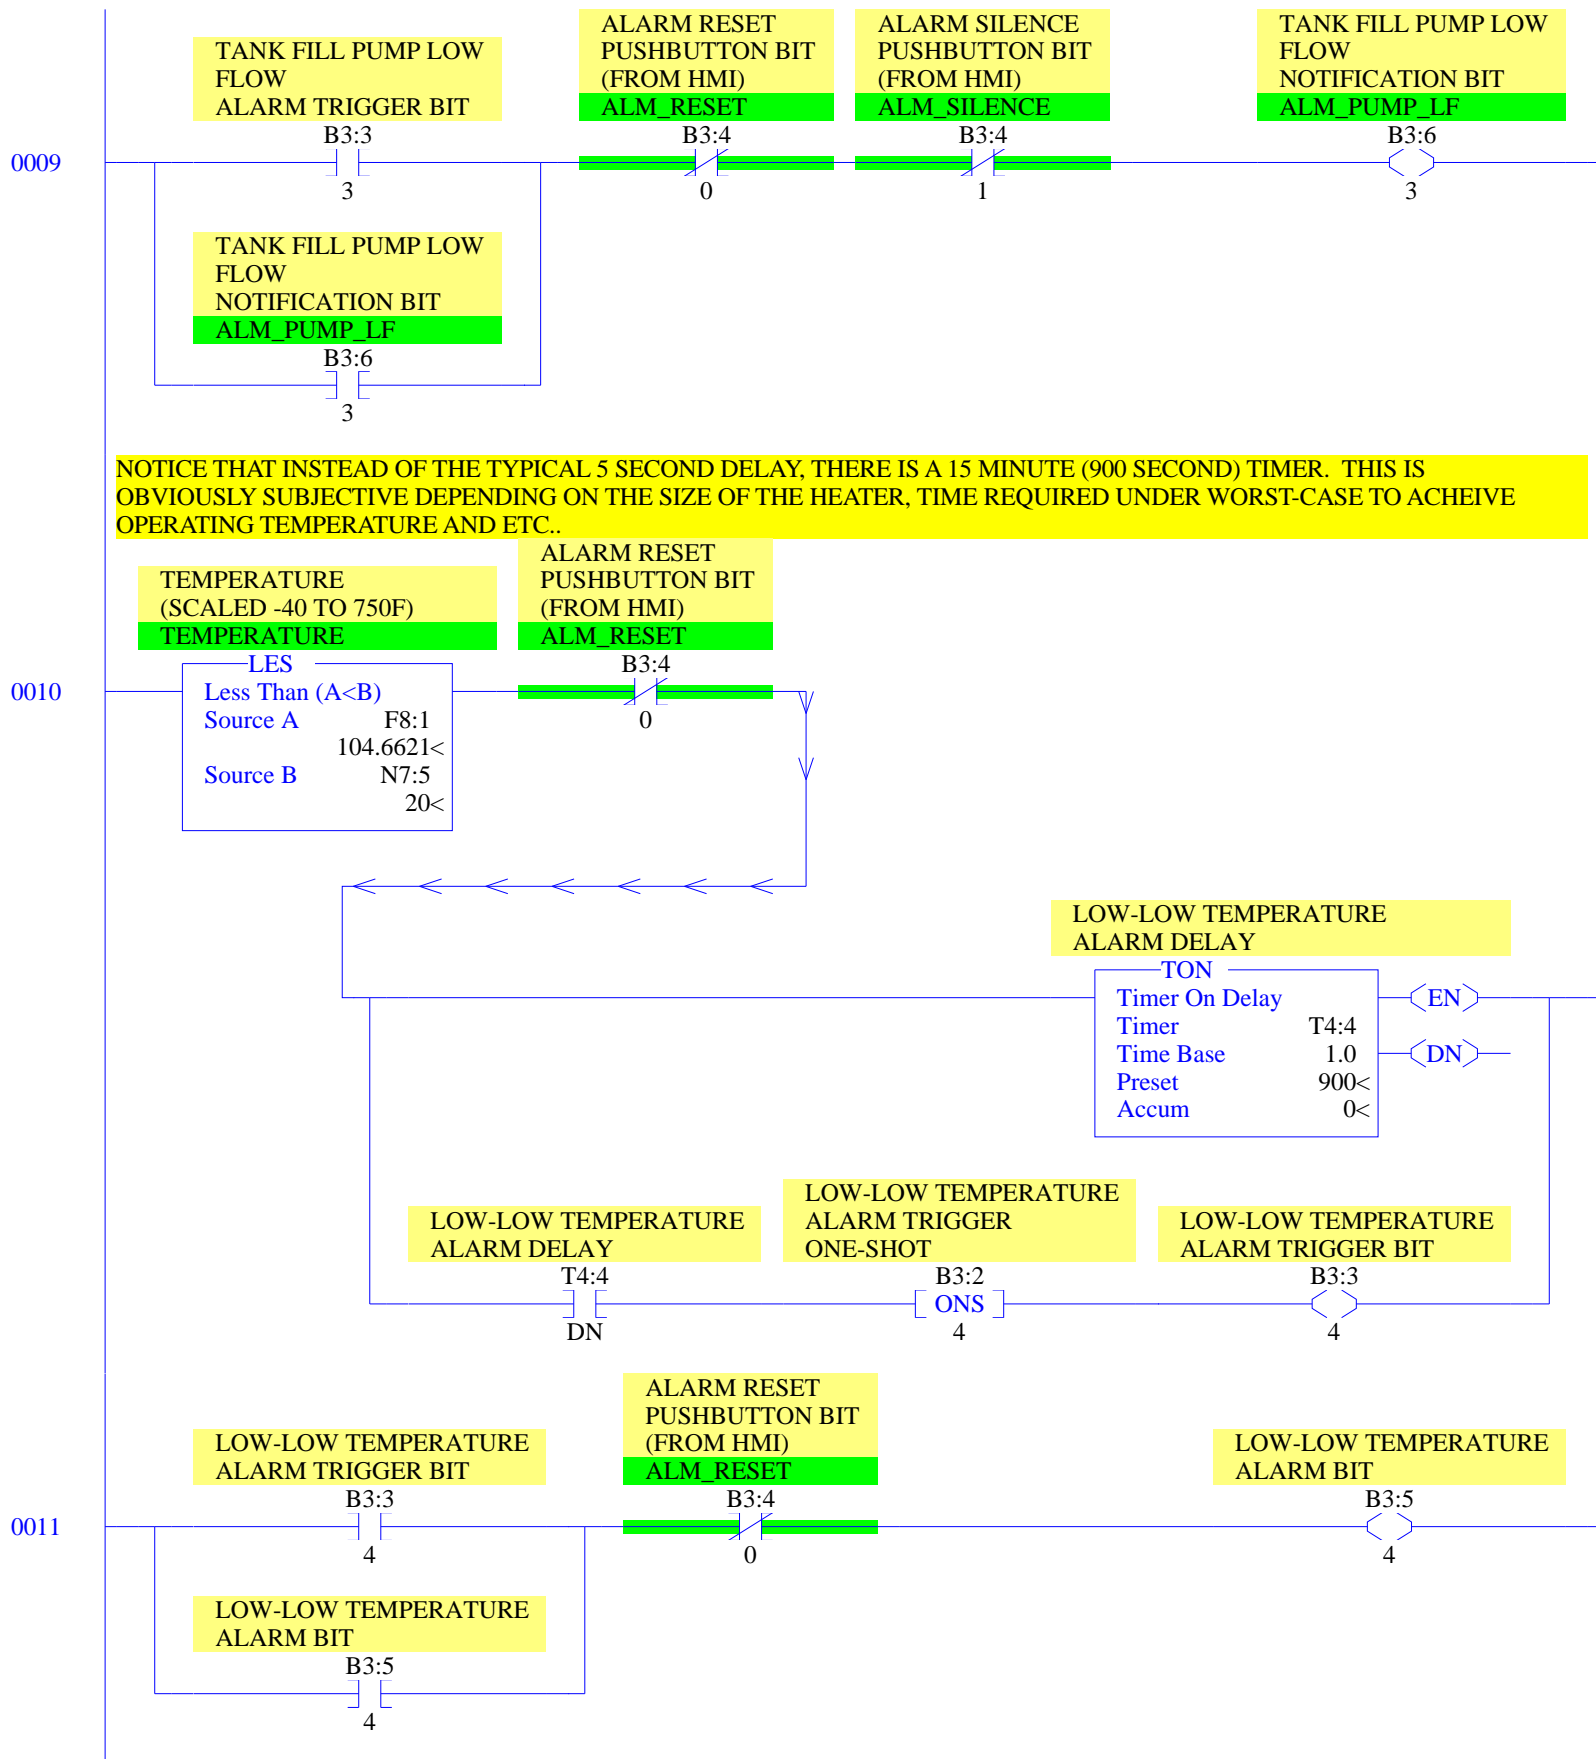 TANK FILL PUMP LOW
FLOW
ALARM TRIGGER BIT
B3:3
3
ALARM RESET
PUSHBUTTON BIT
(FROM HMI)
ALM_RESET
B3:4
0
ALARM SILENCE
PUSHBUTTON BIT
(FROM HMI)
ALM_SILENCE
B3:4
1
TANK FILL PUMP LOW
FLOW
NOTIFICATION BIT
ALM_PUMP_LF
B3:6
3
0009
TANK FILL PUMP LOW
FLOW
NOTIFICATION BIT
ALM_PUMP_LF
B3:6
3
NOTICE THAT INSTEAD OF THE TYPICAL 5 SECOND DELAY, THERE IS A 15 MINUTE (900 SECOND) TIMER. THIS IS
OBVIOUSLY SUBJECTIVE DEPENDING ON THE SIZE OF THE HEATER, TIME REQUIRED UNDER WORST-CASE TO ACHEIVE
OPERATING TEMPERATURE AND ETC..
TEMPERATURE
(SCALED -40 TO 750F)
TEMPERATURE
ALARM RESET
PUSHBUTTON BIT
(FROM HMI)
ALM_RESET
B3:4
0
0010
LES
Less Than (A<B)
Source A F8:1
104.6621<
Source B N7:5
20<
LOW-LOW TEMPERATURE
ALARM DELAY
TON
Timer On Delay
Timer T4:4
Time Base 1.0
Preset 900<
Accum 0<
EN
DN
LOW-LOW TEMPERATURE
ALARM DELAY
T4:4
DN
LOW-LOW TEMPERATURE
ALARM TRIGGER
ONE-SHOT
B3:2
ONS
4
LOW-LOW TEMPERATURE
ALARM TRIGGER BIT
B3:3
4
LOW-LOW TEMPERATURE
ALARM TRIGGER BIT
B3:3
4
ALARM RESET
PUSHBUTTON BIT
(FROM HMI)
ALM_RESET
B3:4
0
LOW-LOW TEMPERATURE
ALARM BIT
B3:5
4
0011
LOW-LOW TEMPERATURE
ALARM BIT
B3:5
4